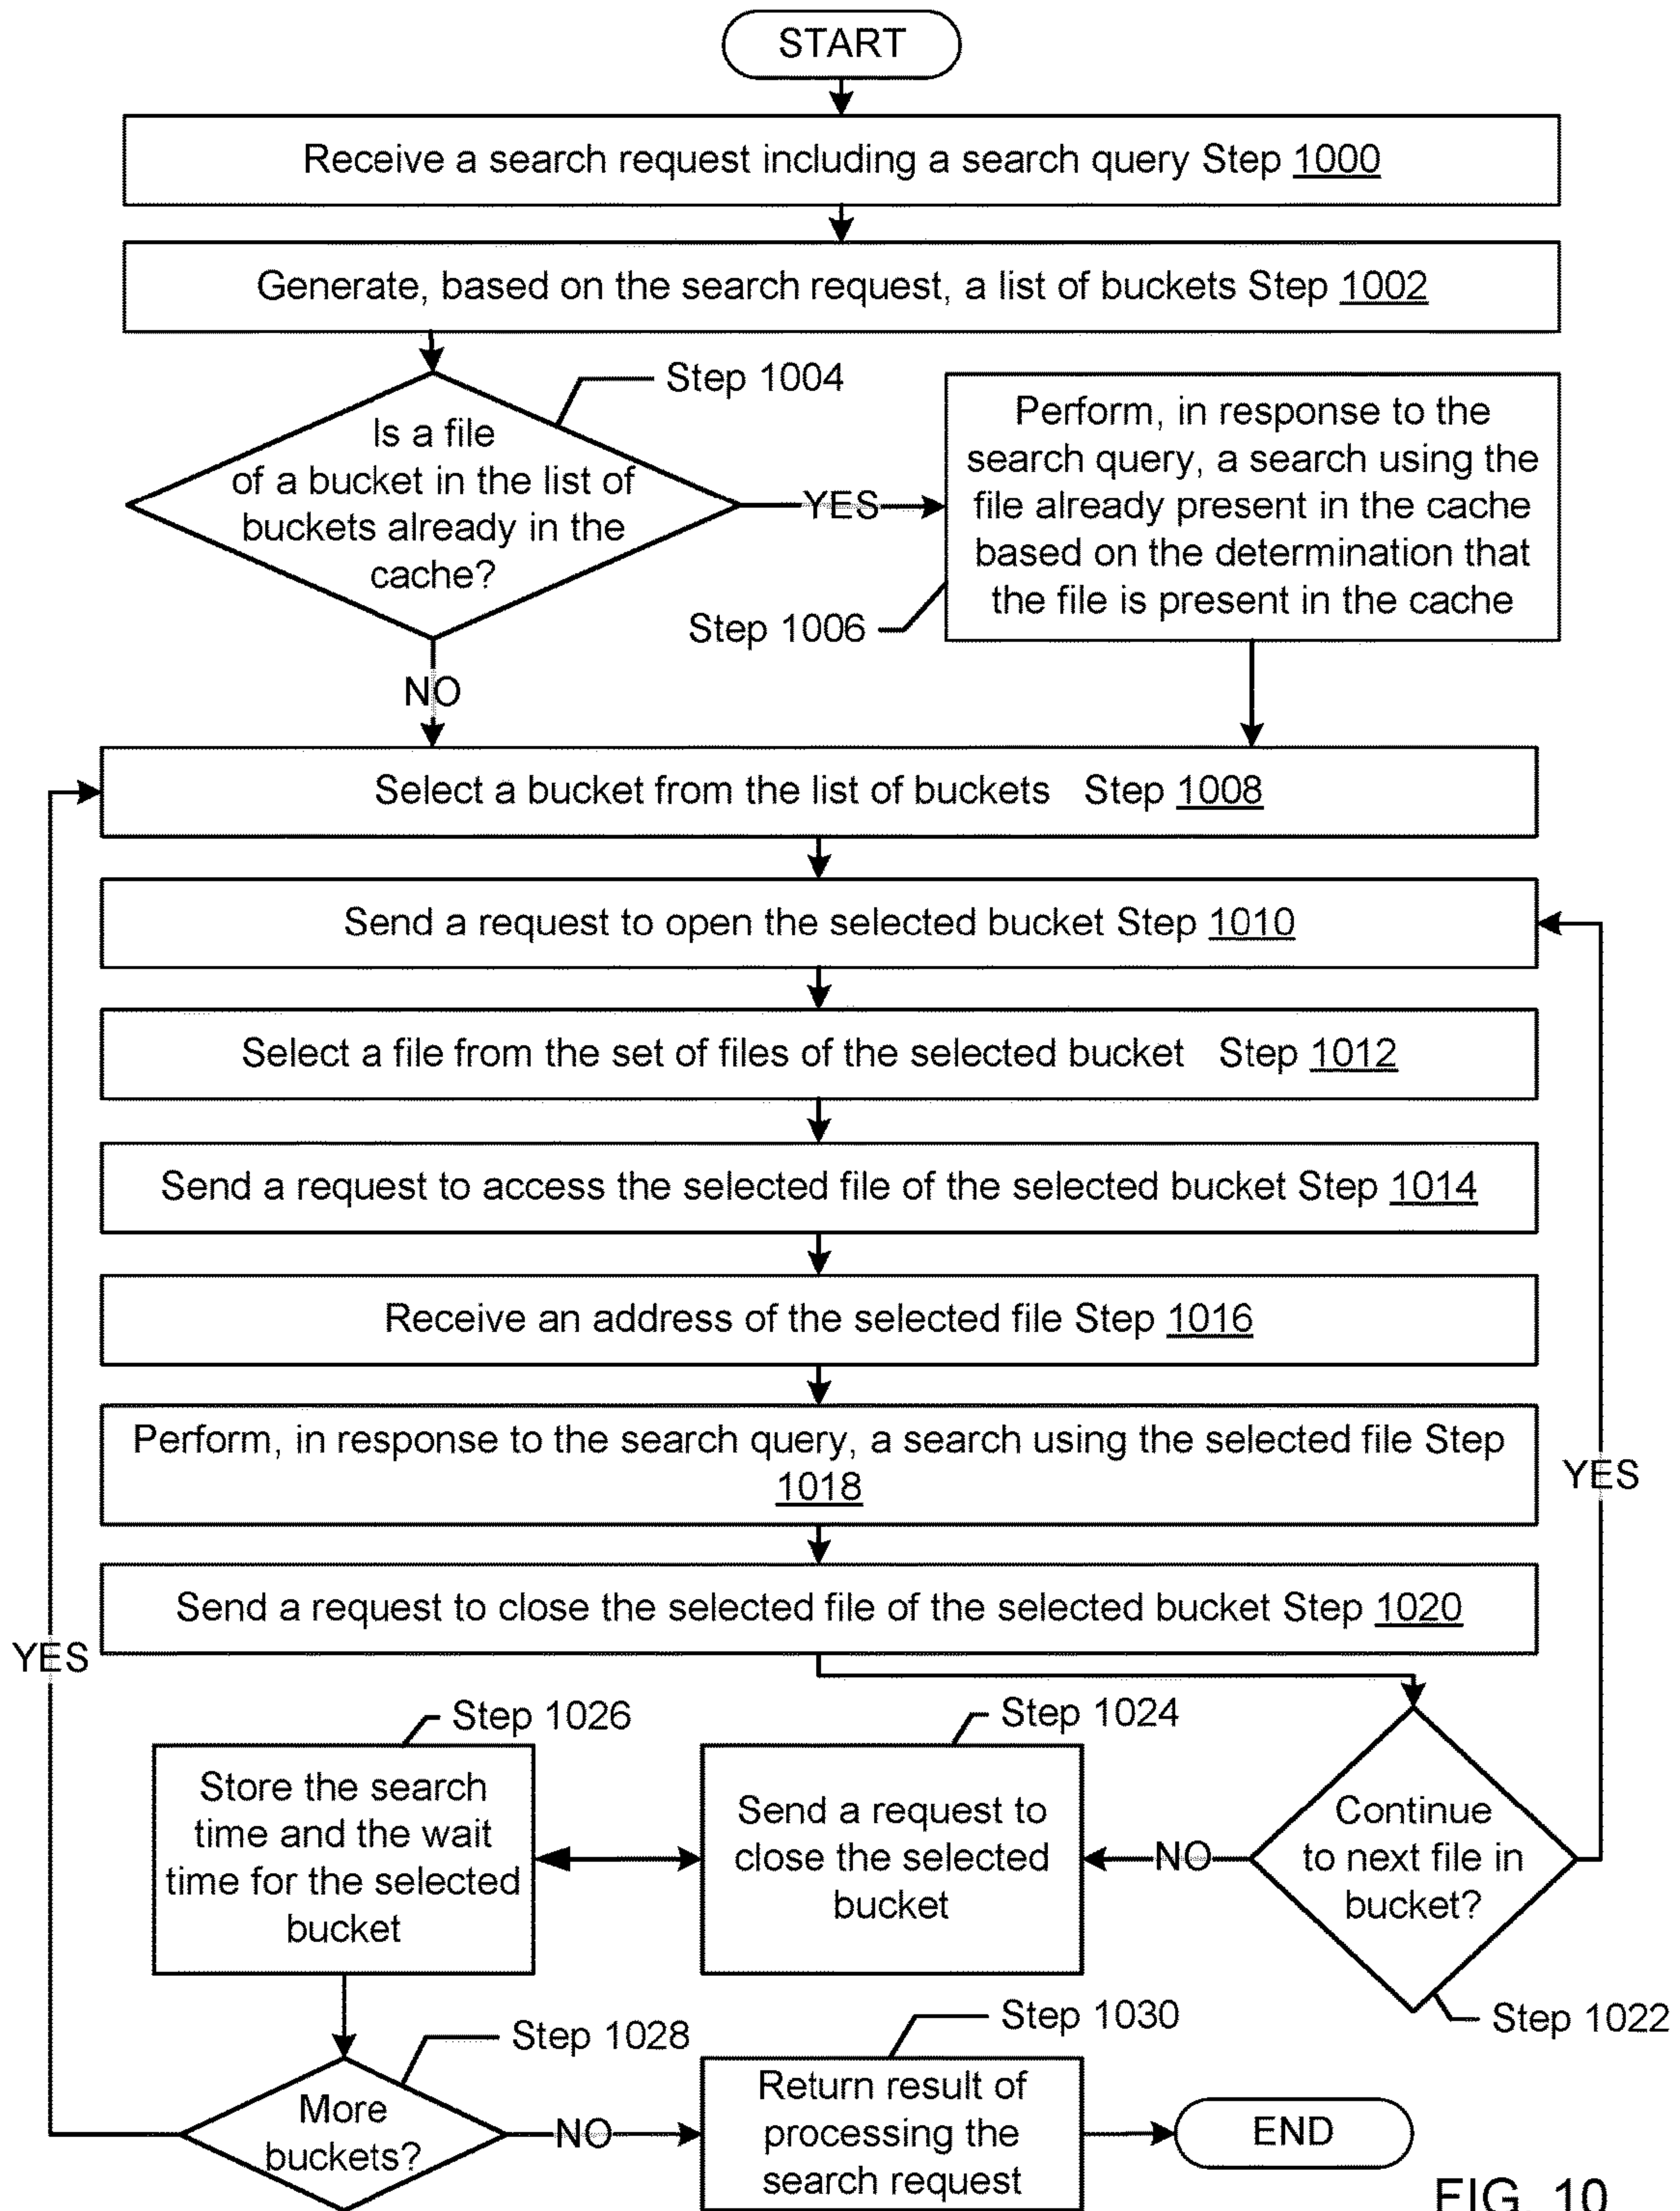 START
Receive a search request including a search query Step 1000
Generate, based on the search request, a list of buckets Step 1002
Step 1004
Is a file
of a bucket in the list of
buckets already in the
cache?
YES
Perform, in response to the
search query, a search using the
file already present in the cache
based on the determination that
the file is present in the cache
Step 1006
NO
Select a bucket from the list of buckets Step 1008
Send a request to open the selected bucket Step 1010
Select a file from the set of files of the selected bucket Step 1012
Send a request to access the selected file of the selected bucket Step 1014
Receive an address of the selected file Step 1016
Perform, in response to the search query, a search using the selected file Step
1018
YES
Send a request to close the selected file of the selected bucket Step 1020
YES
Step 1026
Store the search
time and the wait
time for the selected
bucket
Step 1024
Send a request to
close the selected
bucket
NO
Continue
to next file in
bucket?
Step 1022
Step 1028
More
buckets?
NO
Step 1030
Return result of
processing the
search request
END
FIG. 10